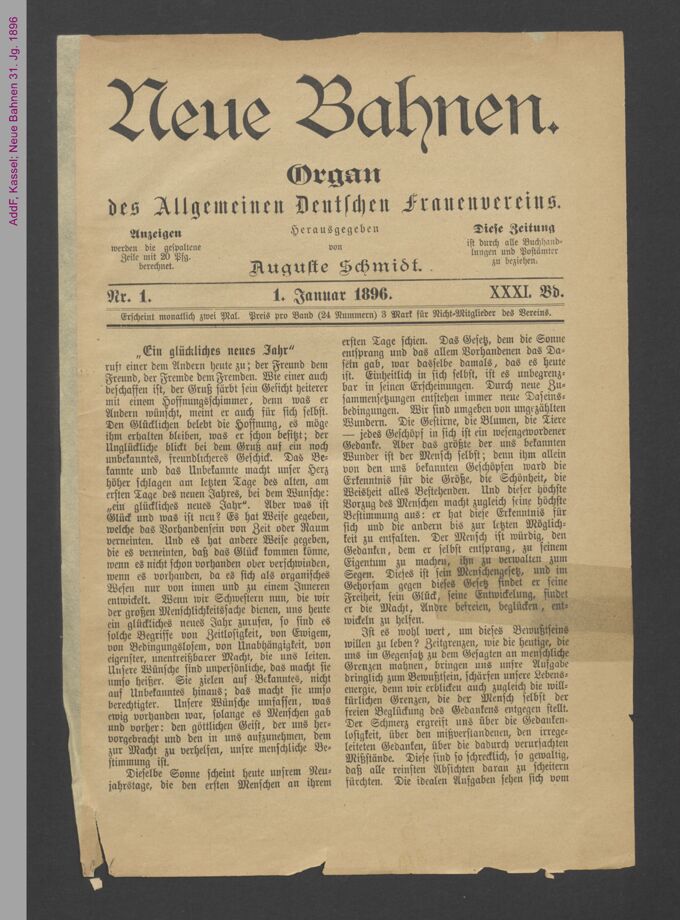 AddF, Kassel; Neue Bahnen 31. Jg. 1896
Neue Bahnen.
Organ
des Allgemeinen Deutschen Frauenvereins.
Anzeigen
werden die gespaltene
Zeile mit 20 Pfg.
berechnet.
Herausgegeben
von
Auguste Schmidt.
Diese Zeitung
ist durch alle Buchhand-
lungen und Postämter
zu beziehen.
Nr. 1. 1. Januar 1896. XXXI. Bd.
Erscheint monatlich zwei Mal. Preis pro Band (24 Nummern) 3 Mark für Nicht-Mitglieder des Vereins.
„Ein glückliches neues Jahr“
ruft einer dem Andern heute zu; der Freund dem
Freund, der Fremde dem Fremden. Wie einer auch
beschaffen ist, der Gruß färbt sein Gesicht heiterer
mit einem Hoffnungsschimmer, denn was er
Andern wünscht, meint er auch für sich selbst.
Den Glücklichen belebt die Hoffnung, es möge
ihm erhalten bleiben, was er schon besitzt; der
Unglückliche blickt bei dem Gruß auf ein noch
unbekanntes, freundlicheres Geschick. Das Be-
kannte und das Unbekannte macht unser Herz
höher schlagen am letzten Tage des alten, am
ersten Tage des neuen Jahres, bei dem Wunsche:
„ein glückliches neues Jahr“. Aber was ist
Glück und was ist neu? Es hat Weise gegeben,
welche das Vorhandensein von Zeit oder Raum
verneinten. Und es hat andere Weise gegeben,
die es verneinten, daß das Glück kommen könne,
wenn es nicht schon vorhanden ober verschwinden,
wenn es vorhanden, da es sich als organisches
Wesen nur von innen und zu einem Inneren
entwickelt. Wenn wir Schwestern nun, die wir
der großen Menschlichkeitssache dienen, uns heute
ein glückliches neues Jahr zurufen, so sind es
solche Begriffe von Zeitlosigkeit, von Ewigem,
von Bedingungslosem, von Unabhängigkeit, von
eigenster, unentreißbarer Macht, die uns leiten.
Unsere Wünsche sind unpersönliche, das macht sie
umso heißer. Sie zielen auf Bekanntes, nicht
auf Unbekanntes hinaus; das macht sie umso
berechtigter. Unsere Wünsche umfassen, was
ewig vorhanden war, solange es Menschen gab
und vorher: den göttlichen Geist, der uns her-
vorgebracht und den in uns aufzunehmen, dem
zur Macht zu verhelfen, unsre menschliche Be-
stimmung ist.
Dieselbe Sonne scheint heute unsrem Neu-
jahrstage, die den ersten Menschen an ihrem
ersten Tage schien. Das Gesetz, dem die Sonne
entsprang und das allem Vorhandenen das Da-
sein gab, war dasselbe damals, das es heute
ist. Einheitlich in sich selbst, ist es unbegrenz-
bar in seinen Erscheinungen. Durch neue Zu-
sammensetzungen entstehen immer neue Daseins-
bedingungen. Wir sind umgeben von ungezählten
Wundern. Die Gestirne, die Blumen, die Tiere
— jedes Geschöpf in sich ist ein wesengewordener
Gedanke. Aber das größte der uns bekannten
Wunder ist der Mensch selbst; denn ihm allein
von den uns bekannten Geschöpfen ward die
Erkenntnis für die Größe, die Schönheit, die
Weisheit alles Bestehenden. Und dieser höchste
Vorzug des Menschen macht zugleich seine höchste
Bestimmung aus: er hat diese Erkenntnis für
sich und die andern bis zur letzten Möglich-
keit zu entfalten. Der Mensch ist würdig, den
Gedanken, dem er selbst entsprang, zu seinem
Eigentum zu machen, ihn zu verwalten zum
Segen. Dieses ist sein Menschengesetz, und im
Gehorsam gegen dieses Gesetz findet er seine
Freiheit, sein Glück, seine Entwickelung, findet
er die Macht, Andre befreien, beglücken, ent-
wickeln zu helfen.
Ist es wohl wert, um dieses Bewußtseins
willen zu leben? Zeitgrenzen, wie die heutige, die
uns im Gegensatz zu dem Gesagten an menschliche
Grenzen mahnen, bringen uns unsre Aufgabe
dringlich zum Bewußtsein, schärfen unsere Lebens-
energie, denn wir erblicken auch zugleich die will-
kürlichen Grenzen, die der Mensch selbst der
freien Beglückung des Gedankens entgegen stellt.
Der Schmerz ergreift uns über die Gedanken-
losigkeit, über den mißverstandenen, den irrege-
leiteten Gedanken, über die dadurch verursachten
Mißstände. Diese sind so schrecklich, so gewaltig,
daß alle reinsten Absichten daran zu scheitern
fürchten. Die idealen Aufgaben sehen sich vom